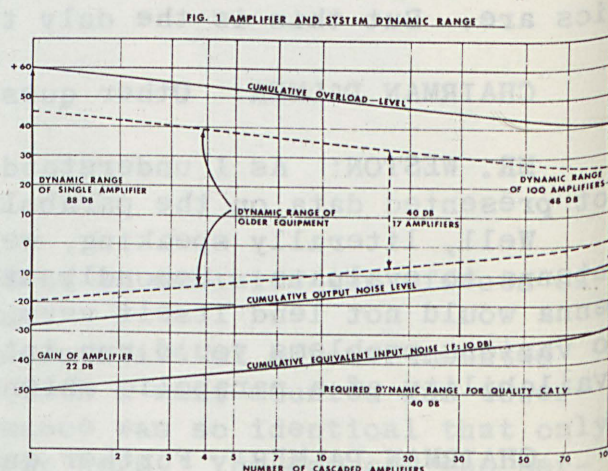 FIG. 1 AMPLIFIER AND SYSTEM DYNAMIC RANGE
+60
50
40
30
20
10
10
-20
-30
-40
-50
CUMULATIVE OVERLOAD-LEVEL
DYNAMIC RANGE
OF SINGLE AMPLIFIER
88 DB
DYNAMIC RANGE OF
OLDER EQUIPMENT
40 DB
17 AMPLIFIERS
DYNAMIC RANGE
OF 100 AMPLIFIERS
48 DB
CUMULATIVE OUTPUT NOISE LEVEL
GAIN OF AMPLIFIER
22 DB
CUMULATIVE EQUIVALENT INPUT NOISE (F=10 DB)
REQUIRED DYNAMIC RANGE FOR QUALITY
40 DB
1 2 3 4 5 10 20 30 50 70
NUMBER OF CASCADED AMPLIFIERS